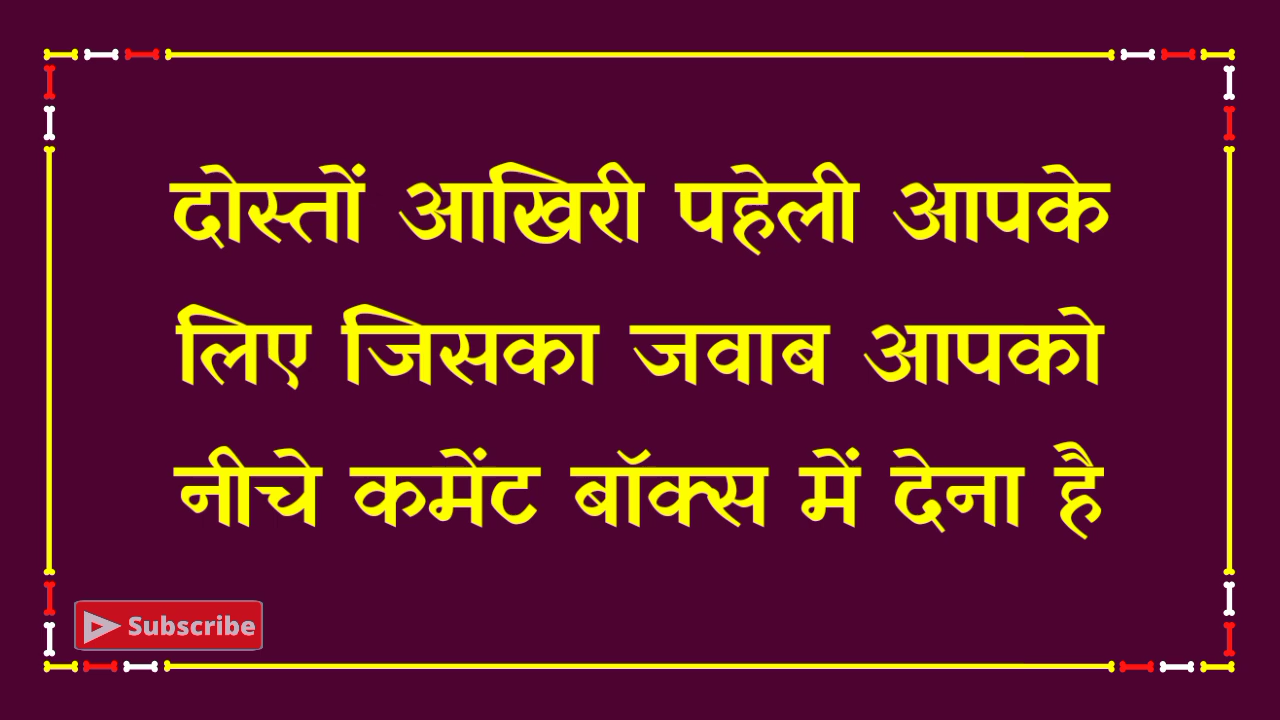 दोस्तों आखिरी पहेली आपके
लिए जिसका जवाब आपको
नीचे कमेंट बॉक्स में देना है
Subscribe